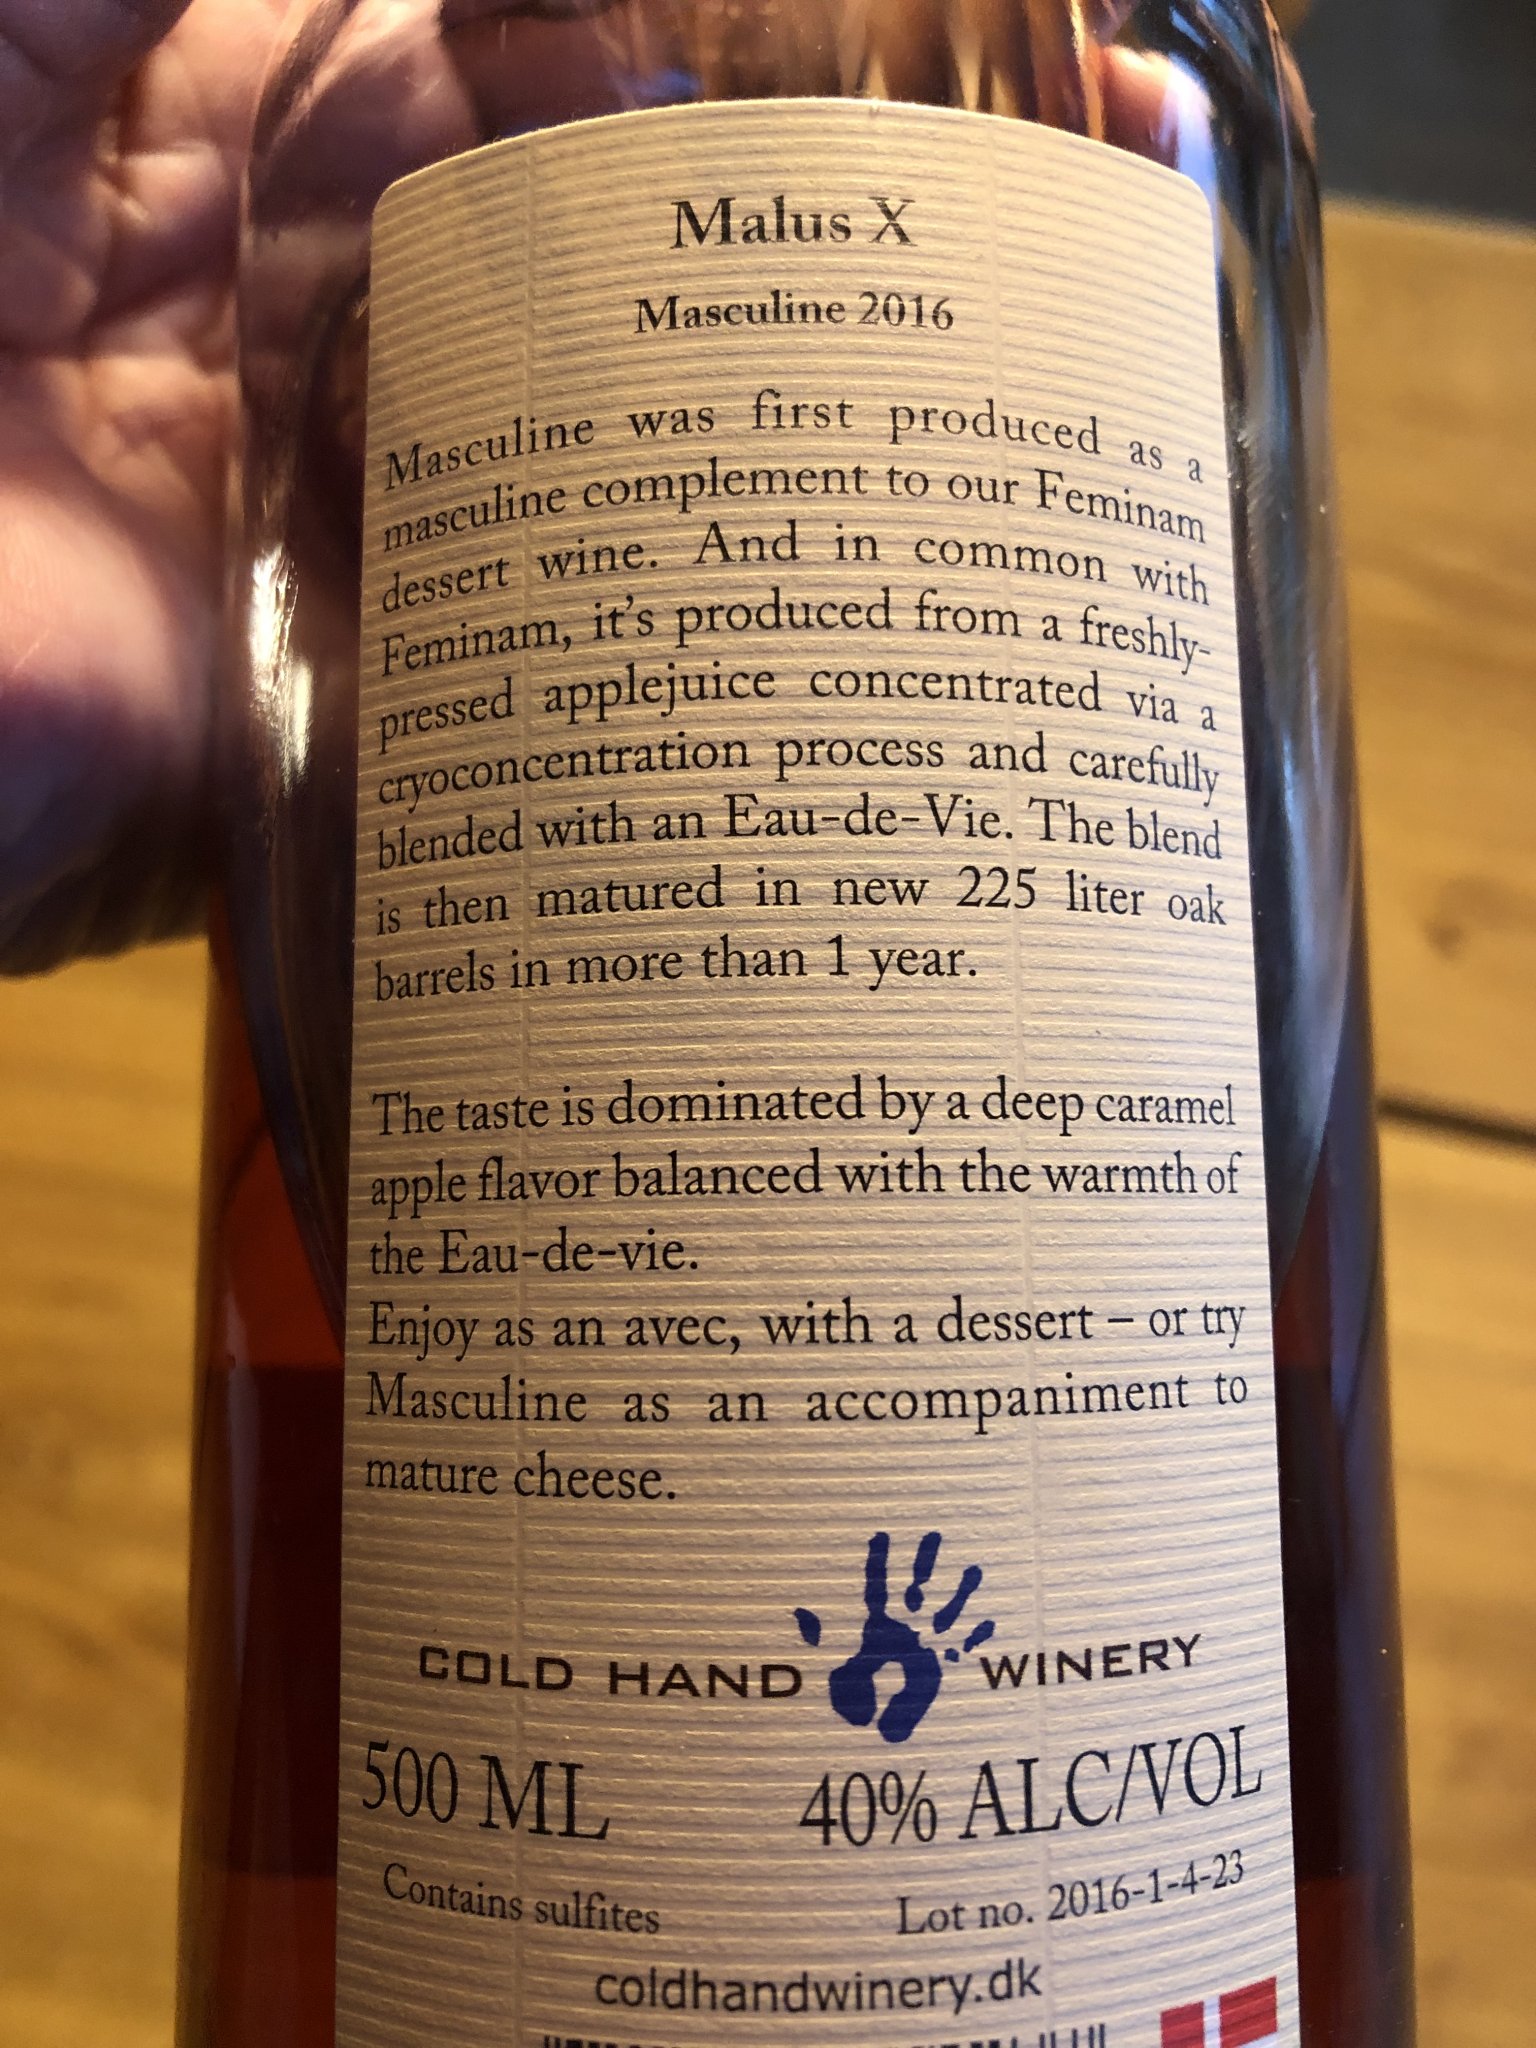 Malus X
Masculine 2016
Masculine was first produced as a
masculine complement to our Feminam
dessert wine. And in common with
Feminam, it's produced from a freshly-
pressed applejuice concentrated via a
cryoconcentration process and carefully
blended with an Eau-de-Vie. The blend
is then matured in new 225 liter oak
barrels in more than 1 year.
The taste is dominated by a deep caramel
apple flavor balanced with the warmth of
the Eau-de-vie.
Enjoy as an avec, with a dessert – or try
Masculine as an accompaniment to
mature cheese.
COLD HAND WINERY
500 ML 40% ALC/VOL
Contains sulfites Lot no. 2016-1-4-23
coldhandwinery.dk